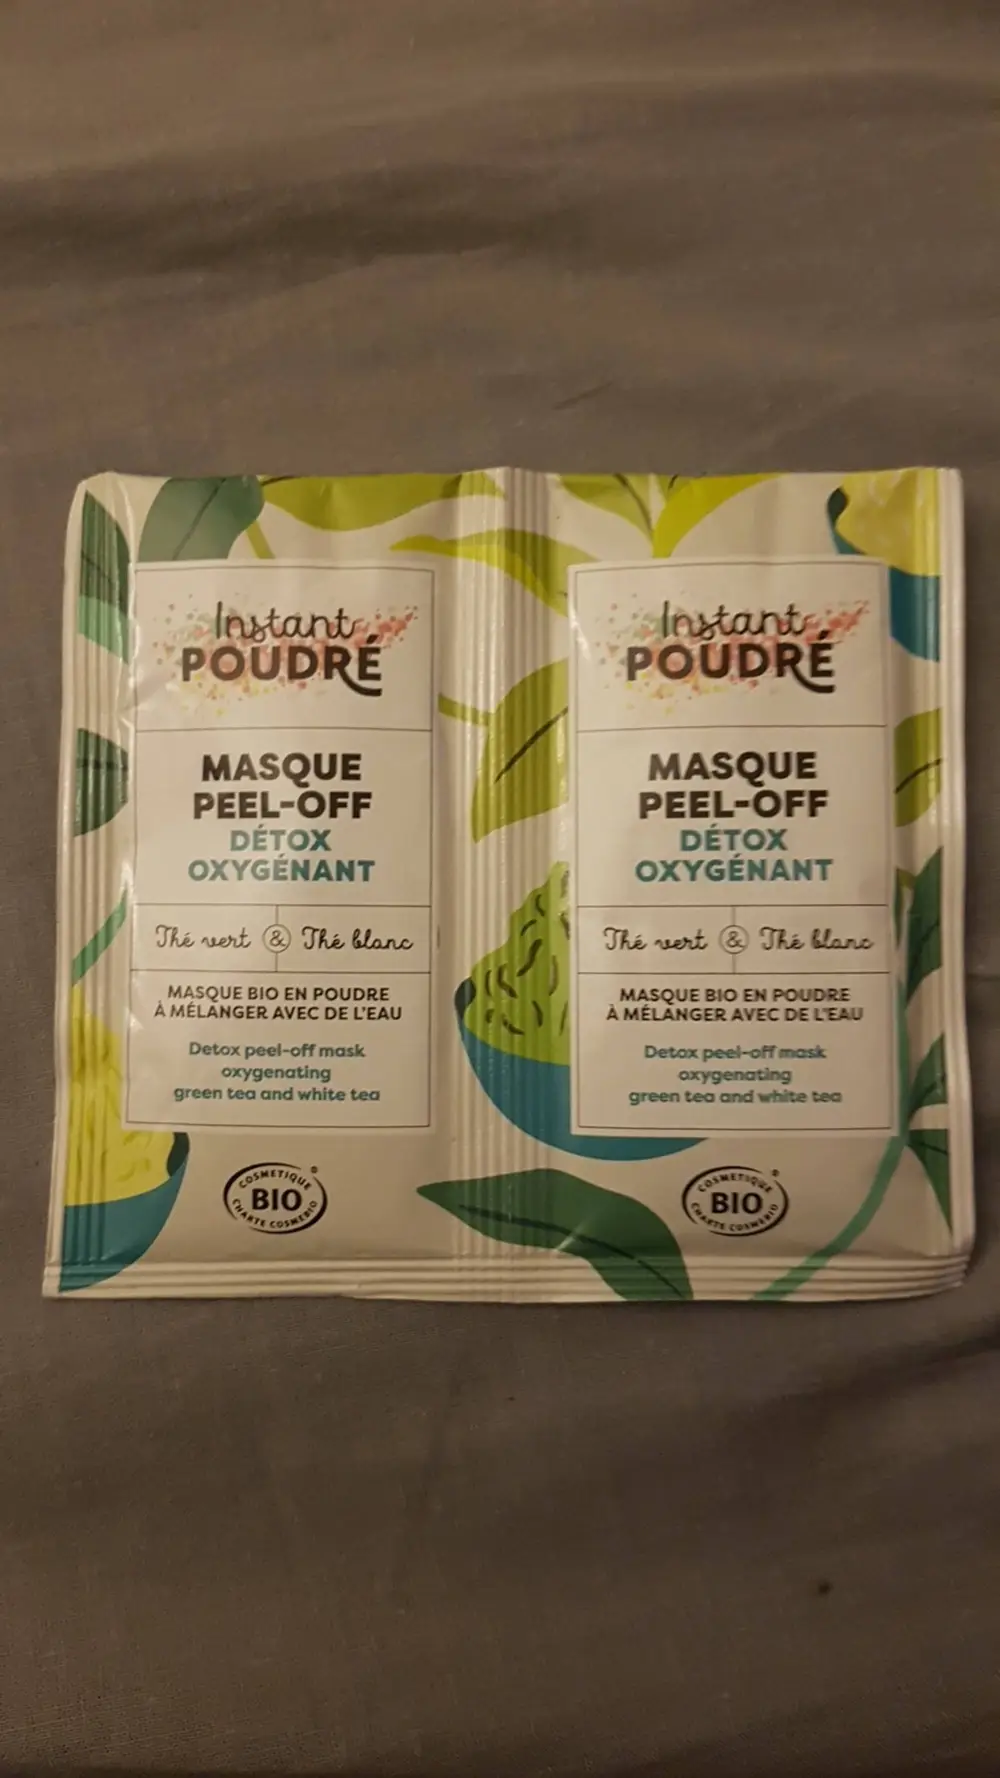 Instant
POUDRÉ
MASQUE
PEEL-OFF
DÉTOX
OXYGÉNANT
Thé vert & Thé blanc
MASQUE BIO EN POUDRE
À MÉLANGER AVEC DE L'EAU
Detox peel-off mask
oxygenating
green tea and white tea
COSMETIQUE
BIO
CHARTE COSMEBIO
Instant
POUDRÉ
MASQUE
PEEL-OFF
DÉTOX
OXYGÉNANT
Thé vert & Thé blanc
MASQUE BIO EN POUDRE
À MÉLANGER AVEC DE L'EAU
Detox peel-off mask
oxygenating
green tea and white tea
COSMETIQUE
BIO
CHARTE COSMEBIO